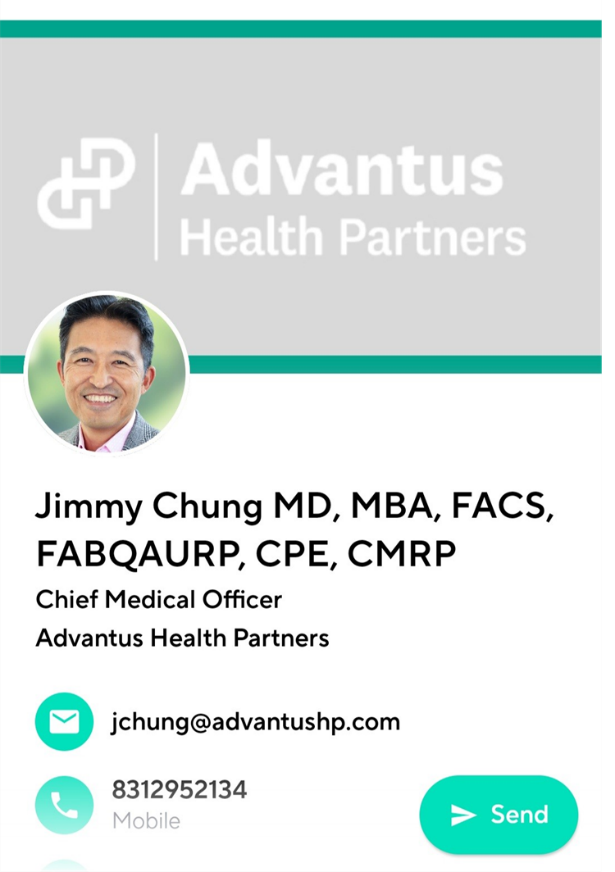 Advantus
Health Partners
Jimmy Chung MD, MBA, FACS,
FABQAURP, CPE, CMRP
Chief Medical Officer
Advantus Health Partners
jchung@advantushp.com
8312952134
Mobile
Send